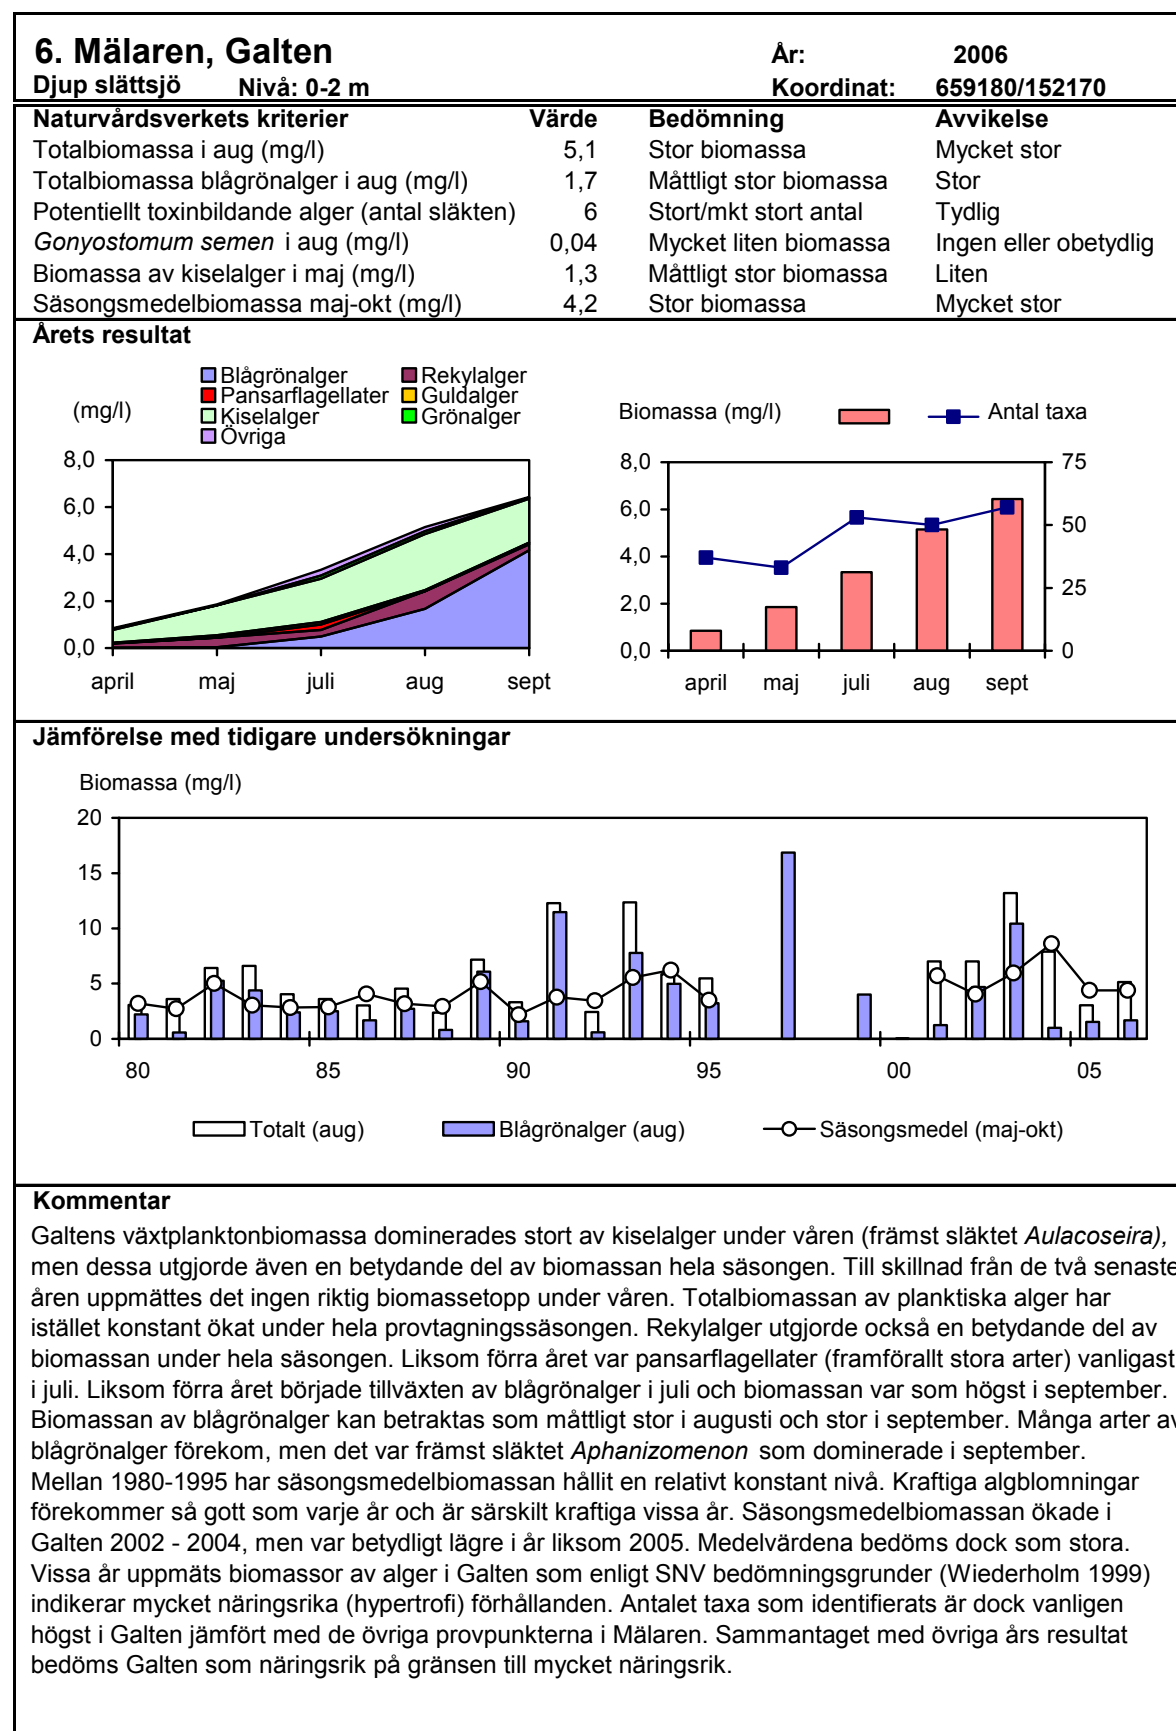 6. Mälaren, Galten År: 2006
Djup slättsjö Nivå: 0-2 m Koordinat: 659180/152170
Naturvårdsverkets kriterier Värde Bedömning Avvikelse
Totalbiomassa i aug (mg/l) 5,1 Stor biomassa Mycket stor
Totalbiomassa blågrönalger i aug (mg/l) 1,7 Måttligt stor biomassa Stor
Potentiellt toxinbildande alger (antal släkten) 6 Stort/mkt stort antal Tydlig
Gonyostomum semen i aug (mg/l) 0,04 Mycket liten biomassa Ingen eller obetydlig
Biomassa av kiselalger i maj (mg/l) 1,3 Måttligt stor biomassa Liten
Säsongsmedelbiomassa maj-okt (mg/l) 4,2 Stor biomassa Mycket stor
Årets resultat
Blågrönalger Rekylalger
Pansarflagellater Guldalger
Kiselalger Grönalger
Övriga
(mg/l)
8,0
6,0
4,0
2,0
0,0
april maj juli aug sept
Biomassa (mg/l) Antal taxa
8,0 75
6,0
50
4,0
25
2,0
0,0 0
april maj juli aug sept
Jämförelse med tidigare undersökningar
Biomassa (mg/l)
20
15
10
5
0
80 85 90 95 00 05
Totalt (aug) Blågrönalger (aug) Säsongsmedel (maj-okt)
Kommentar
Galtens växtplanktonbiomassa dominerades stort av kiselalger under våren (främst släktet Aulacoseira),
men dessa utgjorde även en betydande del av biomassan hela säsongen. Till skillnad från de två senaste
åren uppmättes det ingen riktig biomassetopp under våren. Totalbiomassan av planktiska alger har
istället konstant ökat under hela provtagningssäsongen. Rekylalger utgjorde också en betydande del av
biomassan under hela säsongen. Liksom förra året var pansarflagellater (framförallt stora arter) vanligast
i juli. Liksom förra året började tillväxten av blågrönalger i juli och biomassan var som högst i september.
Biomassan av blågrönalger kan betraktas som måttligt stor i augusti och stor i september. Många arter av
blågrönalger förekom, men det var främst släktet Aphanizomenon som dominerade i september.
Mellan 1980-1995 har säsongsmedelbiomassan hållit en relativt konstant nivå. Kraftiga algblomningar
förekommer så gott som varje år och är särskilt kraftiga vissa år. Säsongsmedelbiomassan ökade i
Galten 2002 - 2004, men var betydligt lägre i år liksom 2005. Medelvärdena bedöms dock som stora.
Vissa år uppmäts biomassor av alger i Galten som enligt SNV bedömningsgrunder (Wiederholm 1999)
indikerar mycket näringsrika (hypertrofi) förhållanden. Antalet taxa som identifierats är dock vanligen
högst i Galten jämfört med de övriga provpunkterna i Mälaren. Sammantaget med övriga års resultat
bedöms Galten som näringsrik på gränsen till mycket näringsrik.